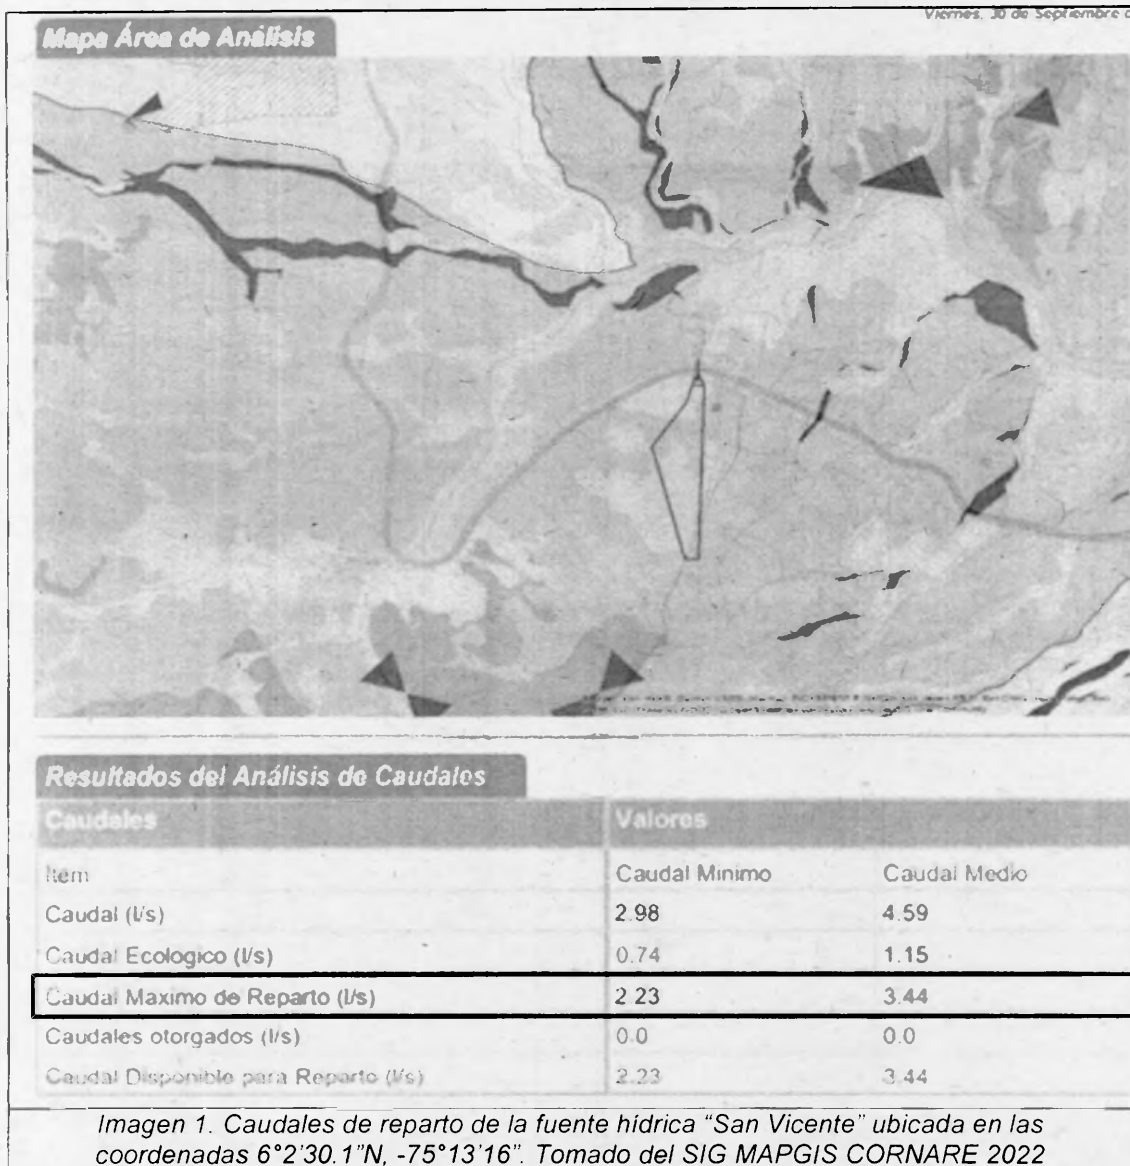 Viernes, 30 de Septiembre d
Mapa Área de Análisis
Resultados del Análisis de Caudales
Caudales Valores
Item Caudal Minimo Caudal Medio
Caudal (l/s) 2.98 4.59
Caudal Ecologico (l/s) 0.74 1.15
Caudal Maximo de Reparto (l/s) 2.23 3.44
Caudales otorgados (l/s) 0.0 0.0
Caudal Disponible para Reparto (l/s) 2.23 3.44
Imagen 1. Caudales de reparto de la fuente hídrica "San Vicente" ubicada en las
coordenadas 6°2'30.1"N, -75°13'16". Tomado del SIG MAPGIS CORNARE 2022